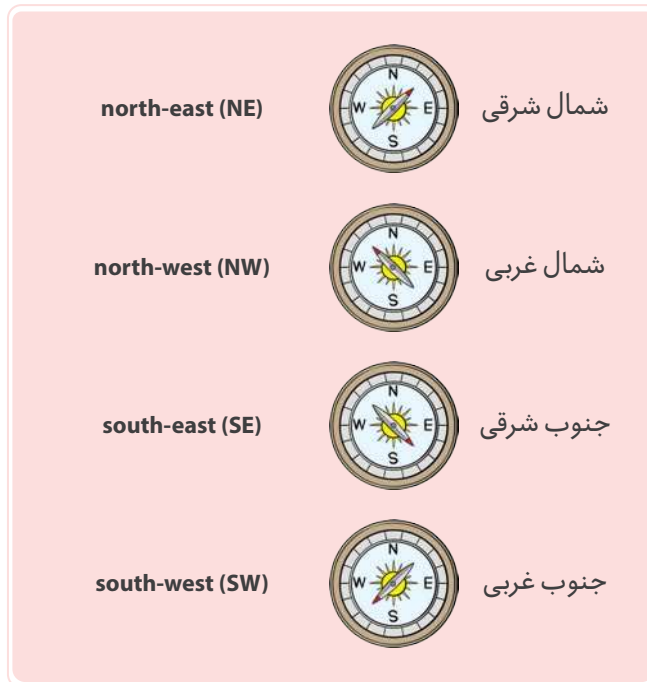 north-east (NE)
N
W
E
S
شمال شرقی
north-west (NW)
N
W
E
S
شمال غربی
south-east (SE)
N
W
E
S
جنوب شرقی
south-west (SW)
N
W
E
S
جنوب غربی